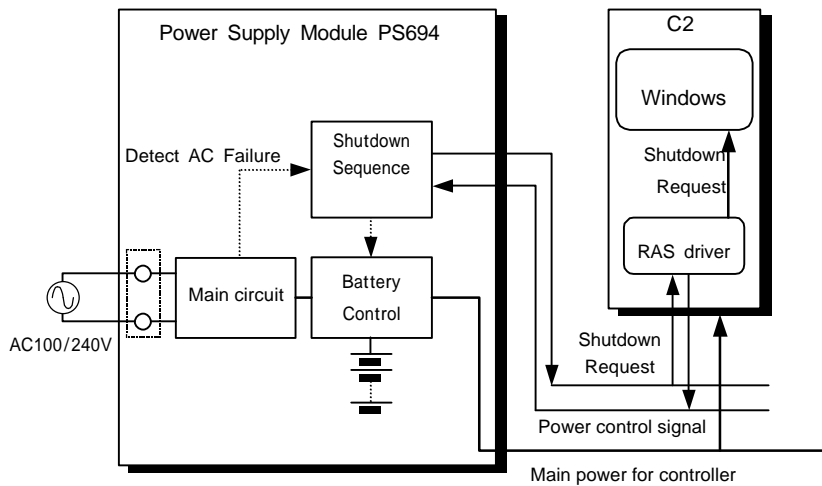 Power Supply Module PS694
C2
Windows
Shutdown
Sequence
Detect AC Failure
Shutdown
Request
RAS driver
Main circuit
Battery
Control
AC100/240V
Shutdown
Request
Power control signal
Main power for controller